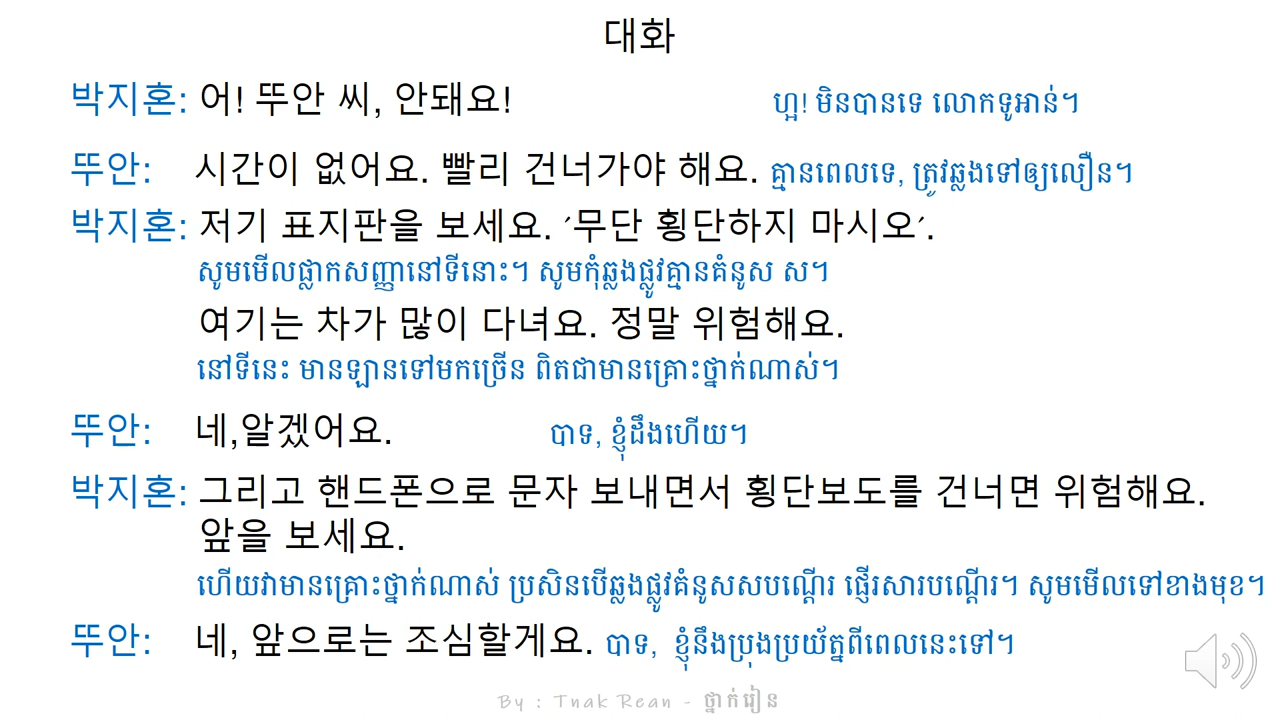 대화
박지혼: 어! 뚜안 씨, 안돼요! ហ្អ! មិនបានទេ លោកទូអាន់។
뚜안: 시간이 없어요. 빨리 건너가야 해요. គ្មានពេលទេ, ត្រូវឆ្លងទៅឲ្យលឿន។
박지혼: 저기 표지판을 보세요. ‘무단 횡단하지 마시오’.
សូមមើលផ្លាកសញ្ញានៅទីនោះ។ សូមកុំឆ្លងផ្លូវគ្មានគំនូស ស។
여기는 차가 많이 다녀요. 정말 위험해요.
នៅទីនេះ មានឡានទៅមកច្រើន ពិតជាមានគ្រោះថ្នាក់ណាស់។
뚜안: 네,알겠어요. បាទ, ខ្ញុំដឹងហើយ។
박지혼: 그리고 핸드폰으로 문자 보내면서 횡단보도를 건너면 위험해요.
앞을 보세요.
ហើយវាមានគ្រោះថ្នាក់ណាស់ ប្រសិនបើឆ្លងផ្លូវគំនូសសបណ្តើរ ផ្ញើរសារបណ្តើរ។ សូមមើលទៅខាងមុខ។
뚜안: 네, 앞으로는 조심할게요. បាទ, ខ្ញុំនឹងប្រុងប្រយ័ត្នពីពេលនេះទៅ។
By : Tnak Rean - ថ្នាក់រៀន